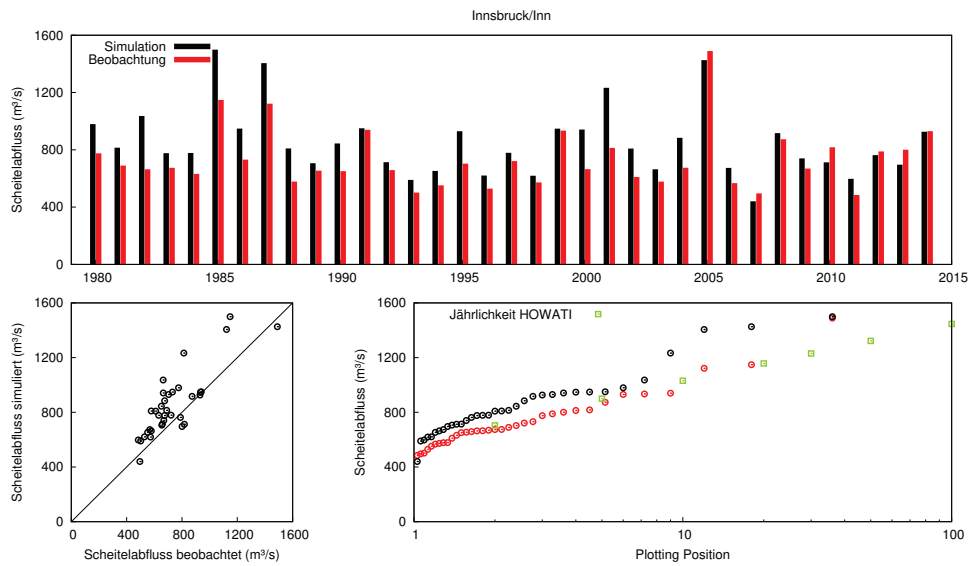 Innsbruck/Inn
Scheitelabfluss (m³/s)
1600
1200
800
400
0
Simulation
Beobachtung
1980 1985 1990 1995 2000 2005 2010 2015
Scheitelabfluss simuliert (m³/s)
1600
1200
800
400
0
0 400 800 1200 1600
Scheitelabfluss beobachtet (m³/s)
Scheitelabfluss (m³/s)
1600
1200
800
400
0
Jährlichkeit HOWATI
1 10 100
Plotting Position